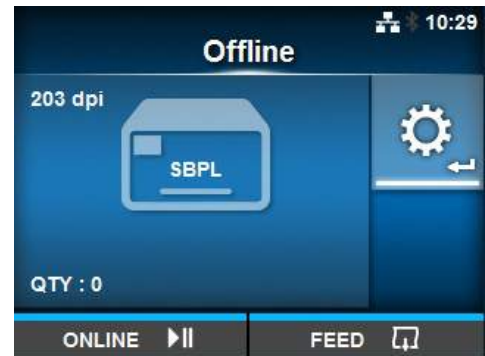 10:29
Offline
203 dpi
SBPL
QTY : 0
ONLINE
FEED